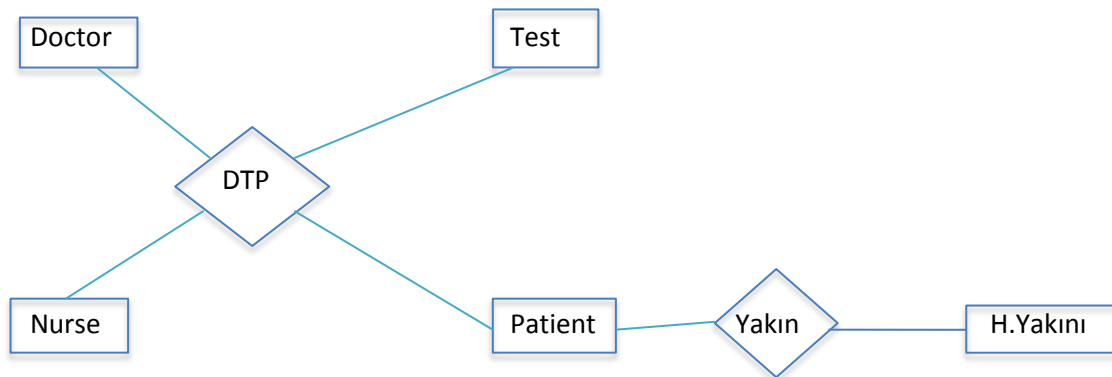 Doctor
Test
DTP
Nurse
Patient
Yakın
H.Yakını